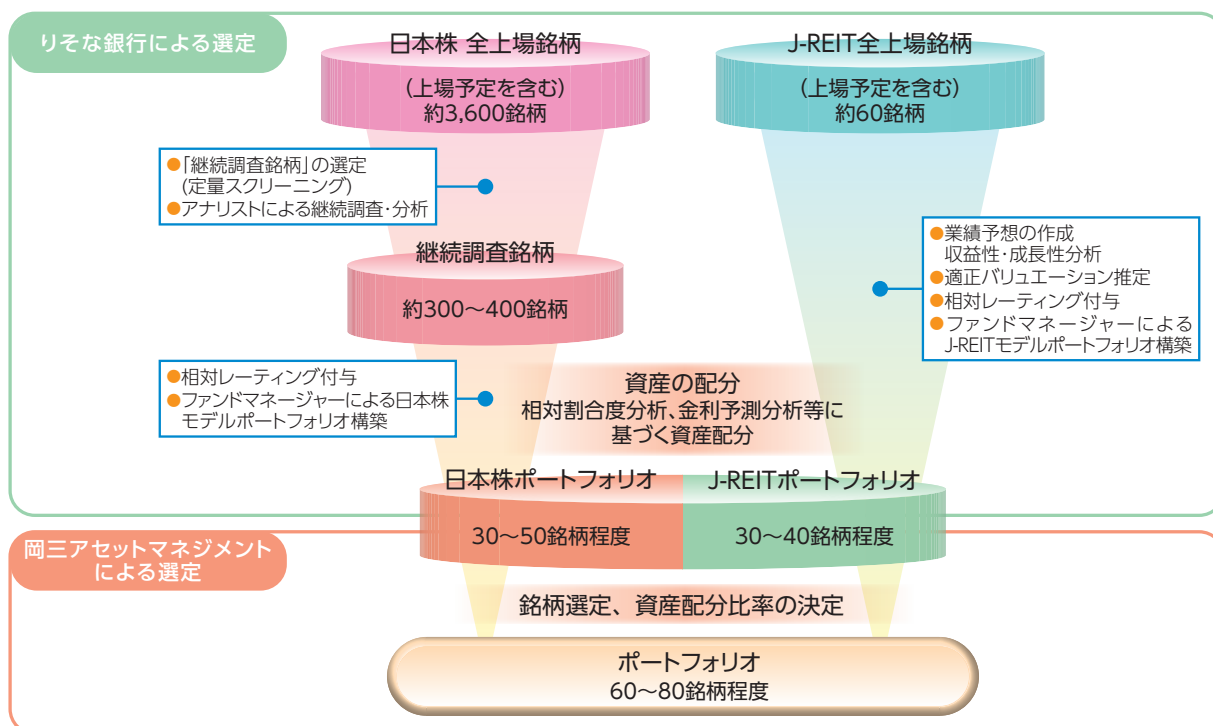 りそな銀行による選定
日本株 全上場銘柄
(上場予定を含む)
約3,600銘柄
J-REIT全上場銘柄
(上場予定を含む)
約60銘柄
●「継続調査銘柄」の選定
(定量スクリーニング)
●アナリストによる継続調査・分析
継続調査銘柄
約300〜400銘柄
●業績予想の作成
収益性・成長性分析
●適正バリュエーション推定
●相対レーティング付与
●ファンドマネージャーによる
J-REITモデルポートフォリオ構築
●相対レーティング付与
●ファンドマネージャーによる日本株
モデルポートフォリオ構築
資産の配分
相対割合度分析、金利予測分析等に
基づく資産配分
日本株ポートフォリオ
30〜50銘柄程度
J-REITポートフォリオ
30〜40銘柄程度
岡三アセットマネジメント
による選定
銘柄選定、資産配分比率の決定
ポートフォリオ
60〜80銘柄程度